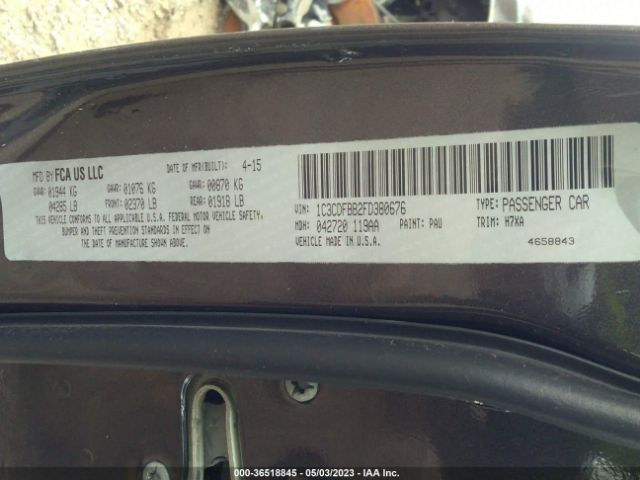 MFD BY FCA US LLC DATE OF MFR(BUILT): 4-15
GVWR: 01944 KG GAWR: 01076 KG GAWR: 00870 KG
04285 LB FRONT: 02370 LB REAR: 01918 LB
THIS VEHICLE CONFORMS TO ALL APPLICABLE U.S.A. FEDERAL MOTOR VEHICLE SAFETY,
BUMPER AND THEFT PREVENTION STANDARDS IN EFFECT ON
THE DATE OF MANUFACTURE SHOWN ABOVE.
VIN: 1C3CDFBB2FD380676 TYPE: PASSENGER CAR
MDH: 042720 119AA PAINT: PAU TRIM: H7XA
VEHICLE MADE IN U.S.A. 4658843
000-36518845 - 05/03/2023 - IAA Inc.